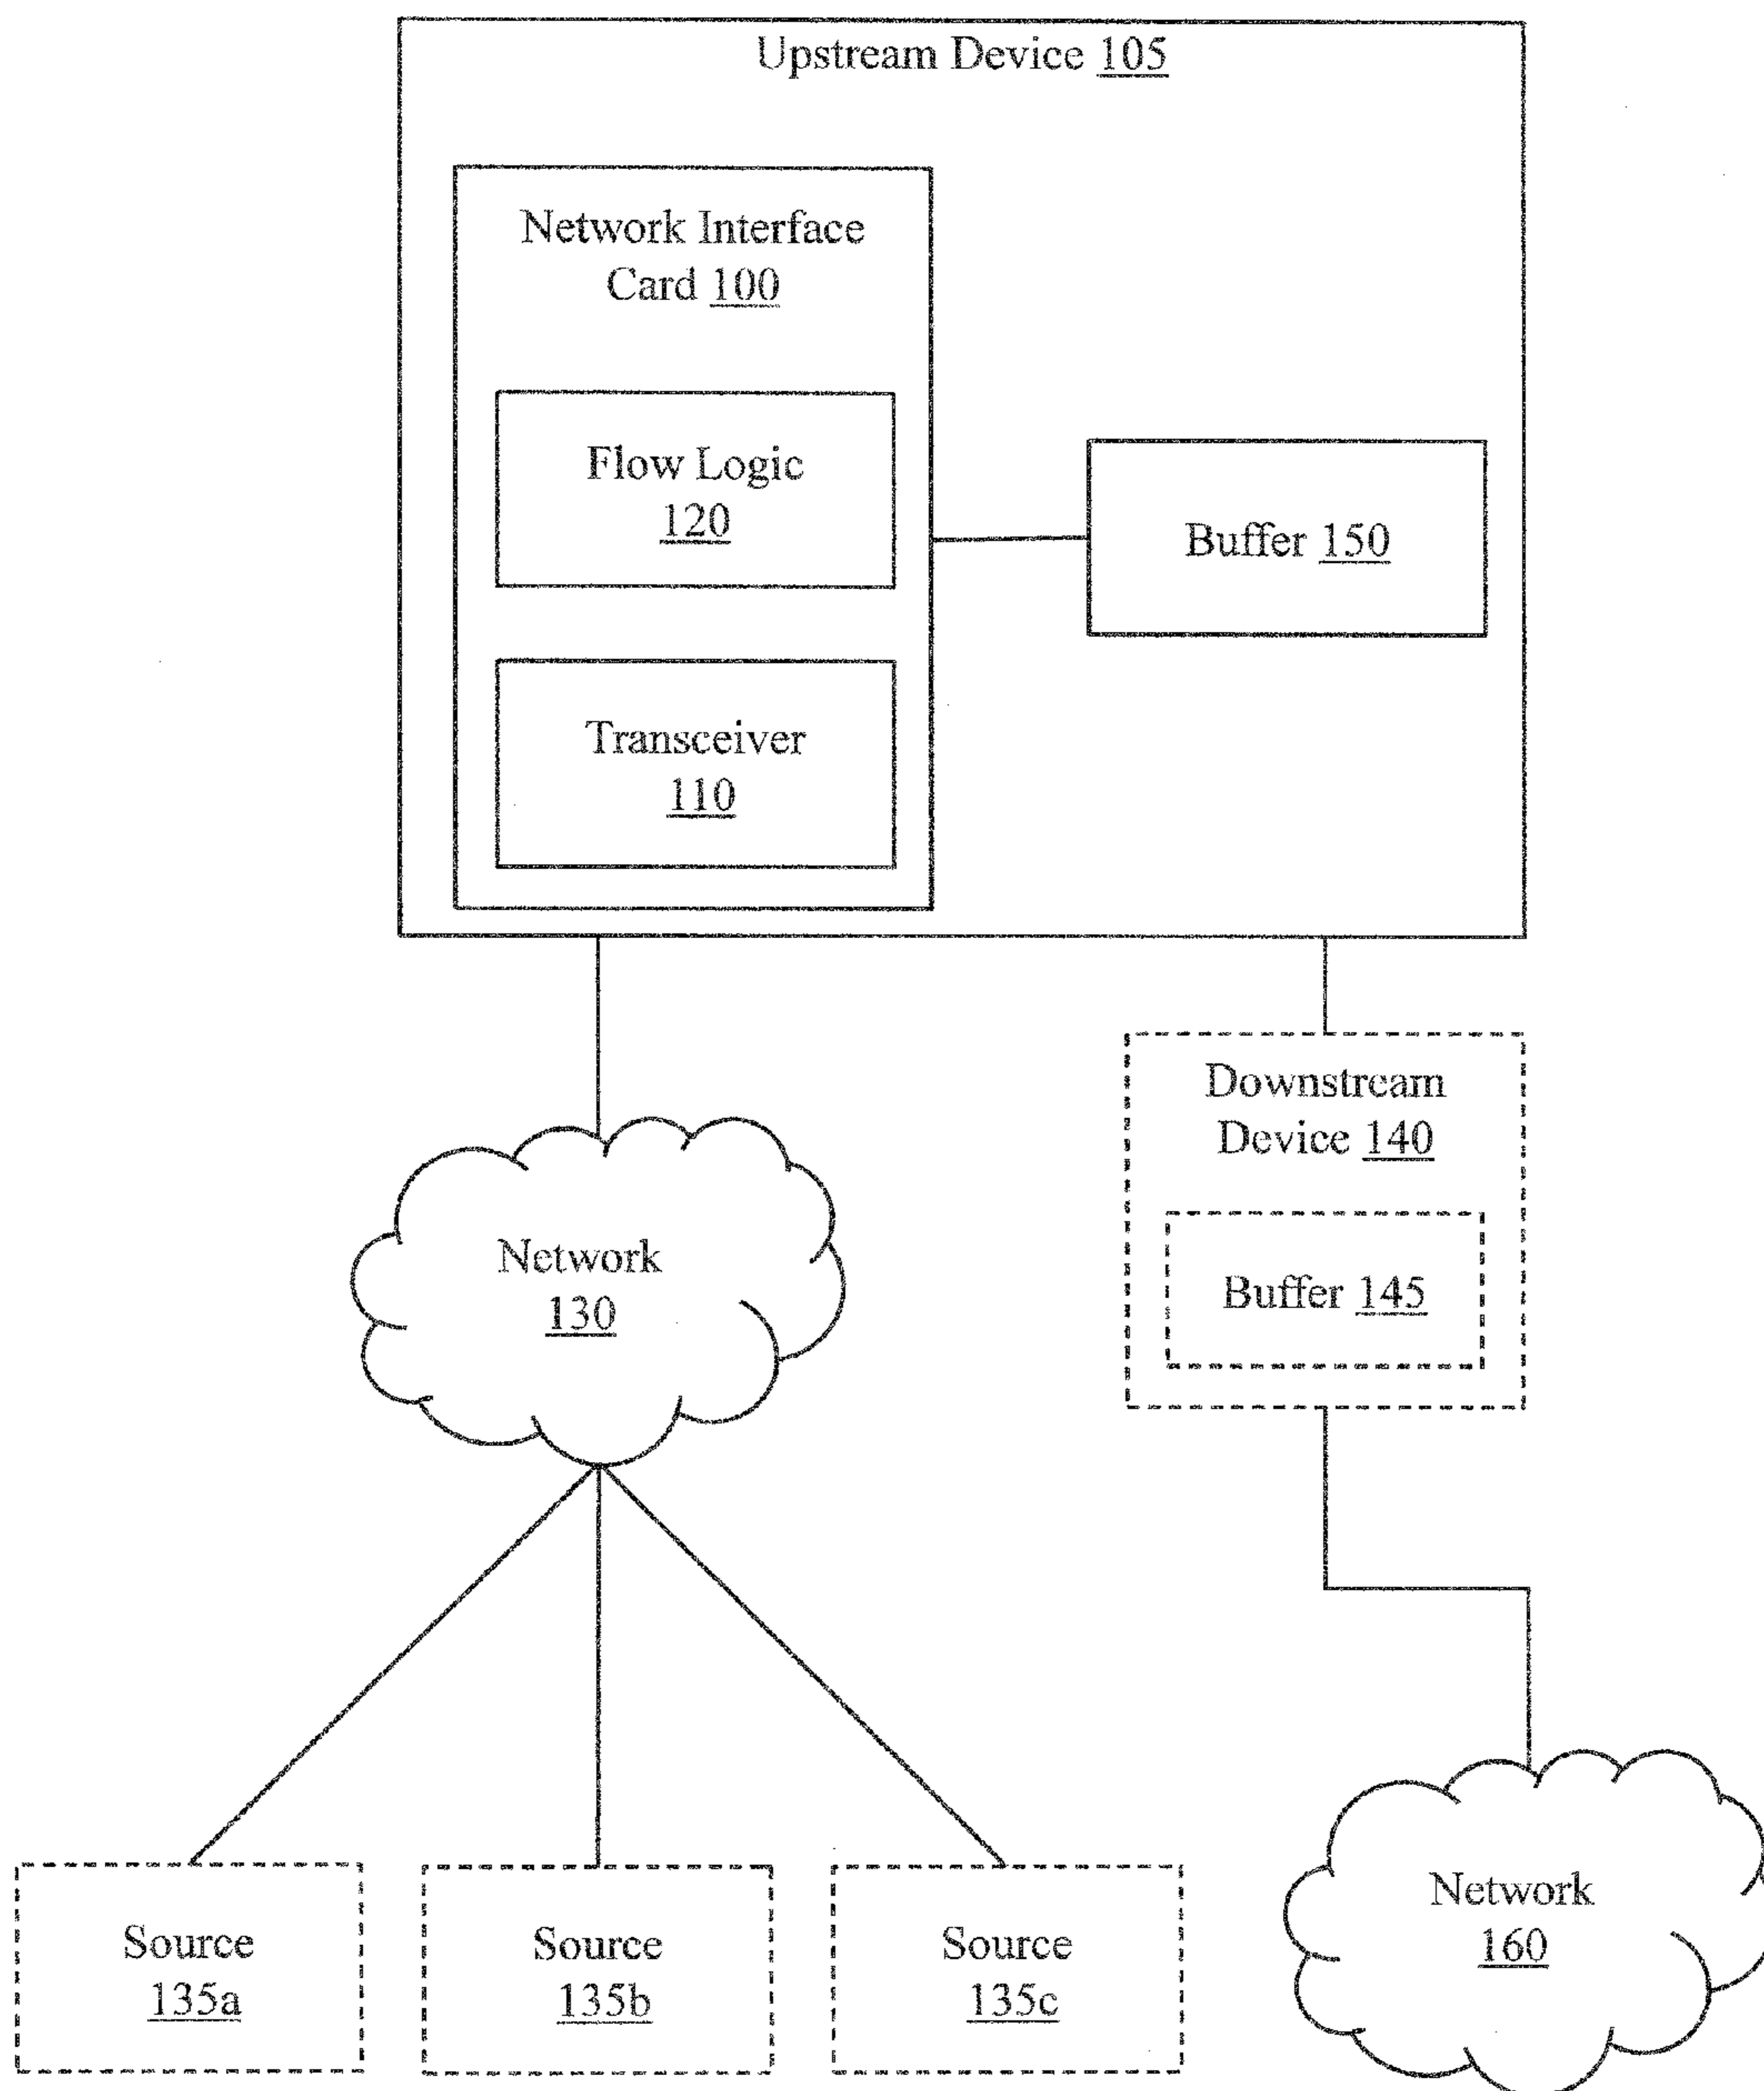 Upstream Device 105
Network Interface
Card 100
Flow Logic
120
Buffer 150
Transceiver
110
Downstream
Device 140
Buffer 145
Network
130
Source
135a
Source
135b
Source
135c
Network
160